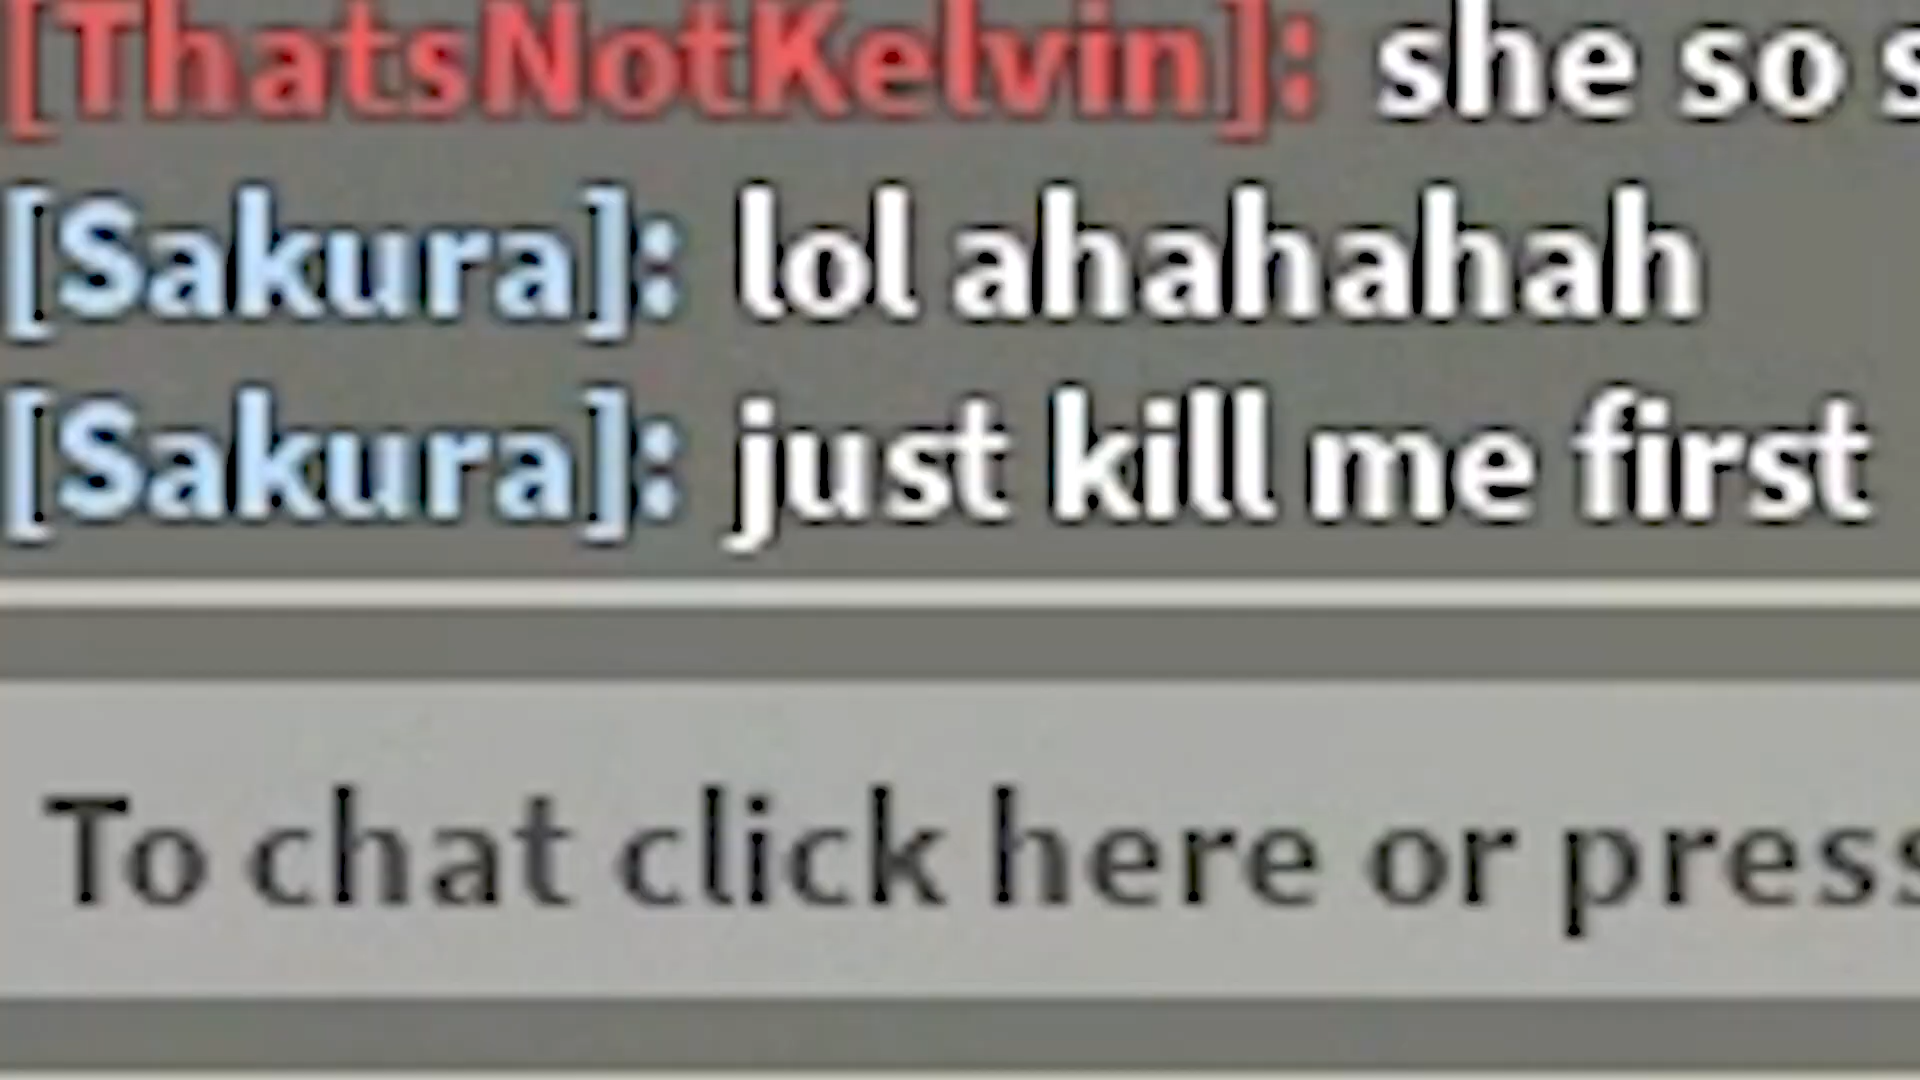 [ThatsNotKelvin]: she so
[Sakura]: lol ahahahah
[Sakura]: just kill me first
To chat click here or press